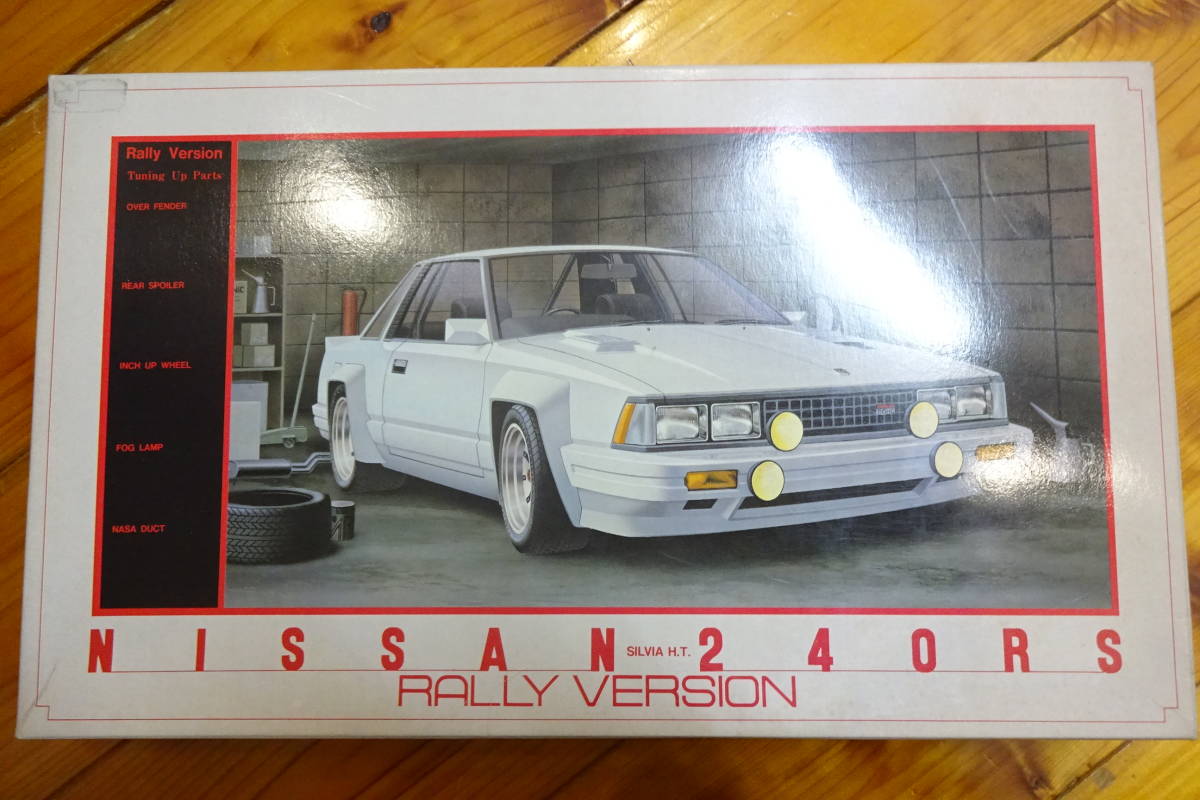 Rally Version
Tuning Up Parts
OVER FENDER
REAR SPOILER
INCH UP WHEEL
FOG LAMP
NASA DUCT
NISSAN SILVIA H.T. 240RS
RALLY VERSION